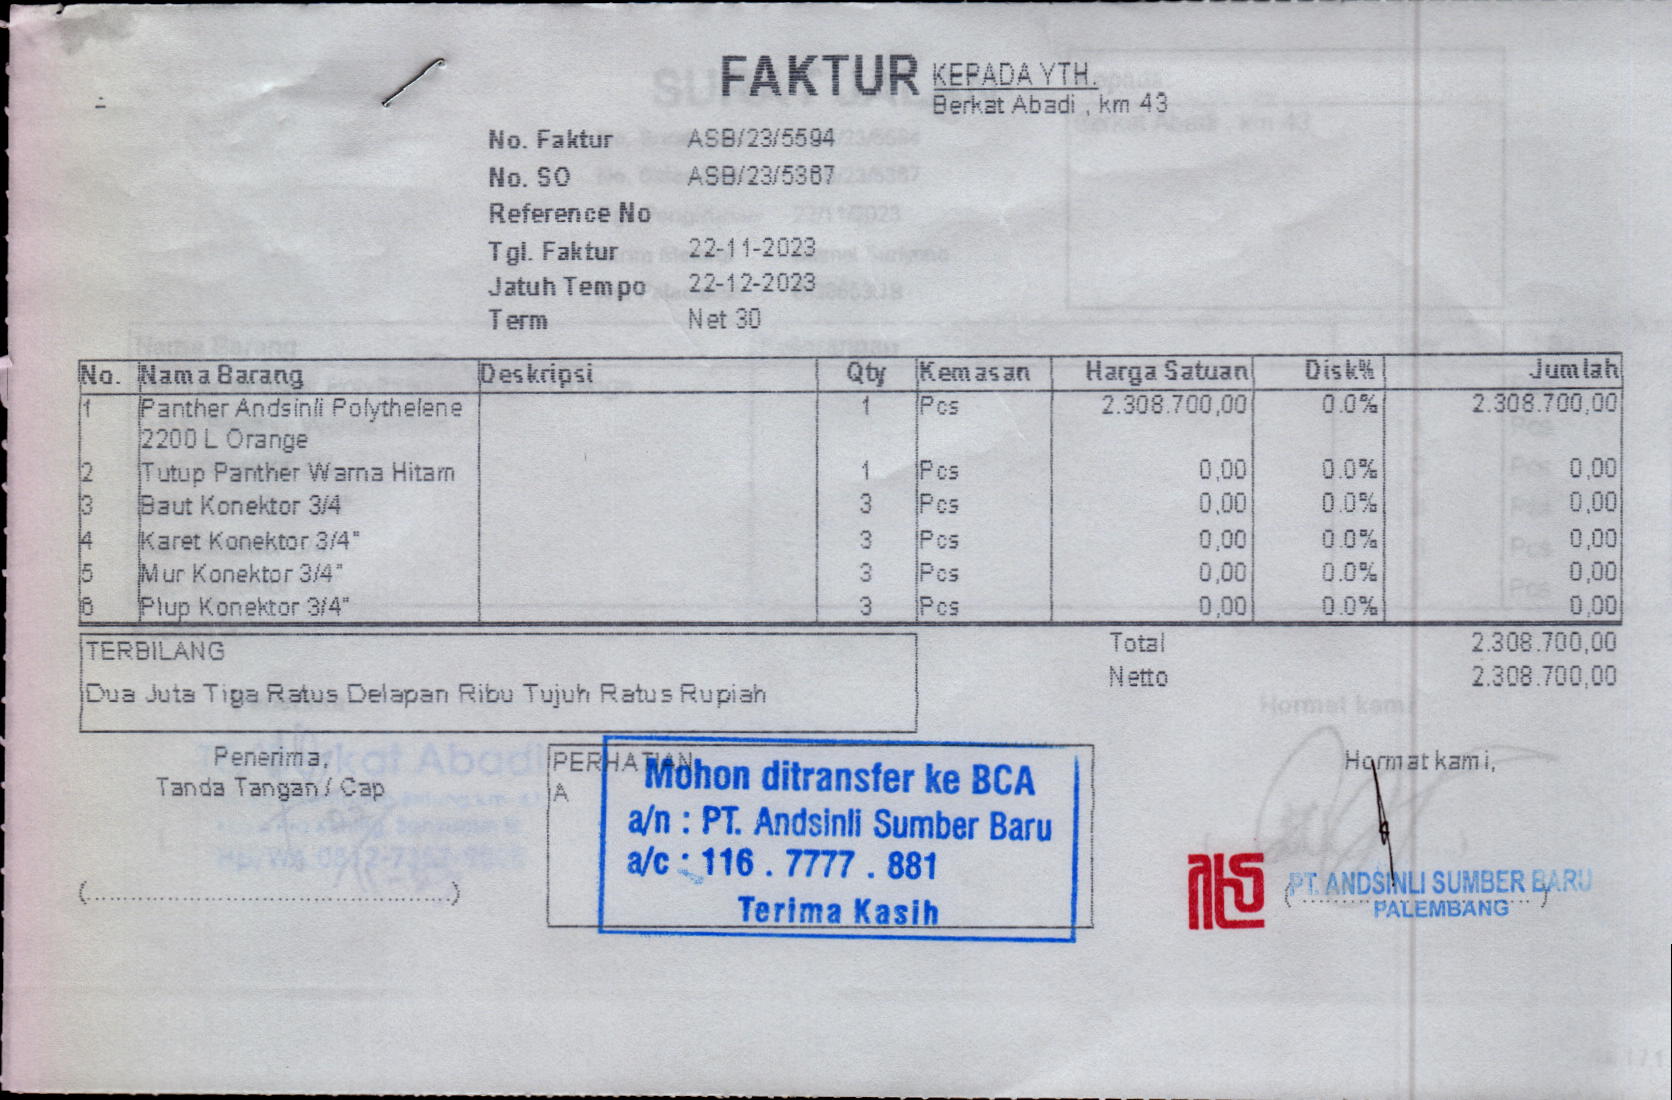 FAKTUR
KEPADA YTH.
Berkat Abadi , km 43
No. Faktur ASB/23/5594
No. SO ASB/23/5367
Reference No
Tgl. Faktur 22-11-2023
Jatuh Tempo 22-12-2023
Term Net 30
No. Nama Barang Deskripsi Qty Kemasan Harga Satuan Disk% Jumlah
1 Panther Andsinli Polythelene 1 Pcs 2.308.700,00 0.0% 2.308.700,00
2200 L Orange
2 Tutup Panther Warna Hitam 1 Pcs 0,00 0.0% 0,00
3 Baut Konektor 3/4 3 Pcs 0,00 0.0% 0,00
4 Karet Konektor 3/4" 3 Pcs 0,00 0.0% 0,00
5 Mur Konektor 3/4" 3 Pcs 0,00 0.0% 0,00
6 Plup Konektor 3/4" 3 Pcs 0,00 0.0% 0,00
TERBILANG
Dua Juta Tiga Ratus Delapan Ribu Tujuh Ratus Rupiah
Total 2.308.700,00
Netto 2.308.700,00
Penerima,
Tanda Tangan / Cap
(..........................................)
PERHATIAN
A
Mohon ditransfer ke BCA
a/n : PT. Andsinli Sumber Baru
a/c : 116 . 7777 . 881
Terima Kasih
Hormat kami,
PT. ANDSINLI SUMBER BARU
PALEMBANG